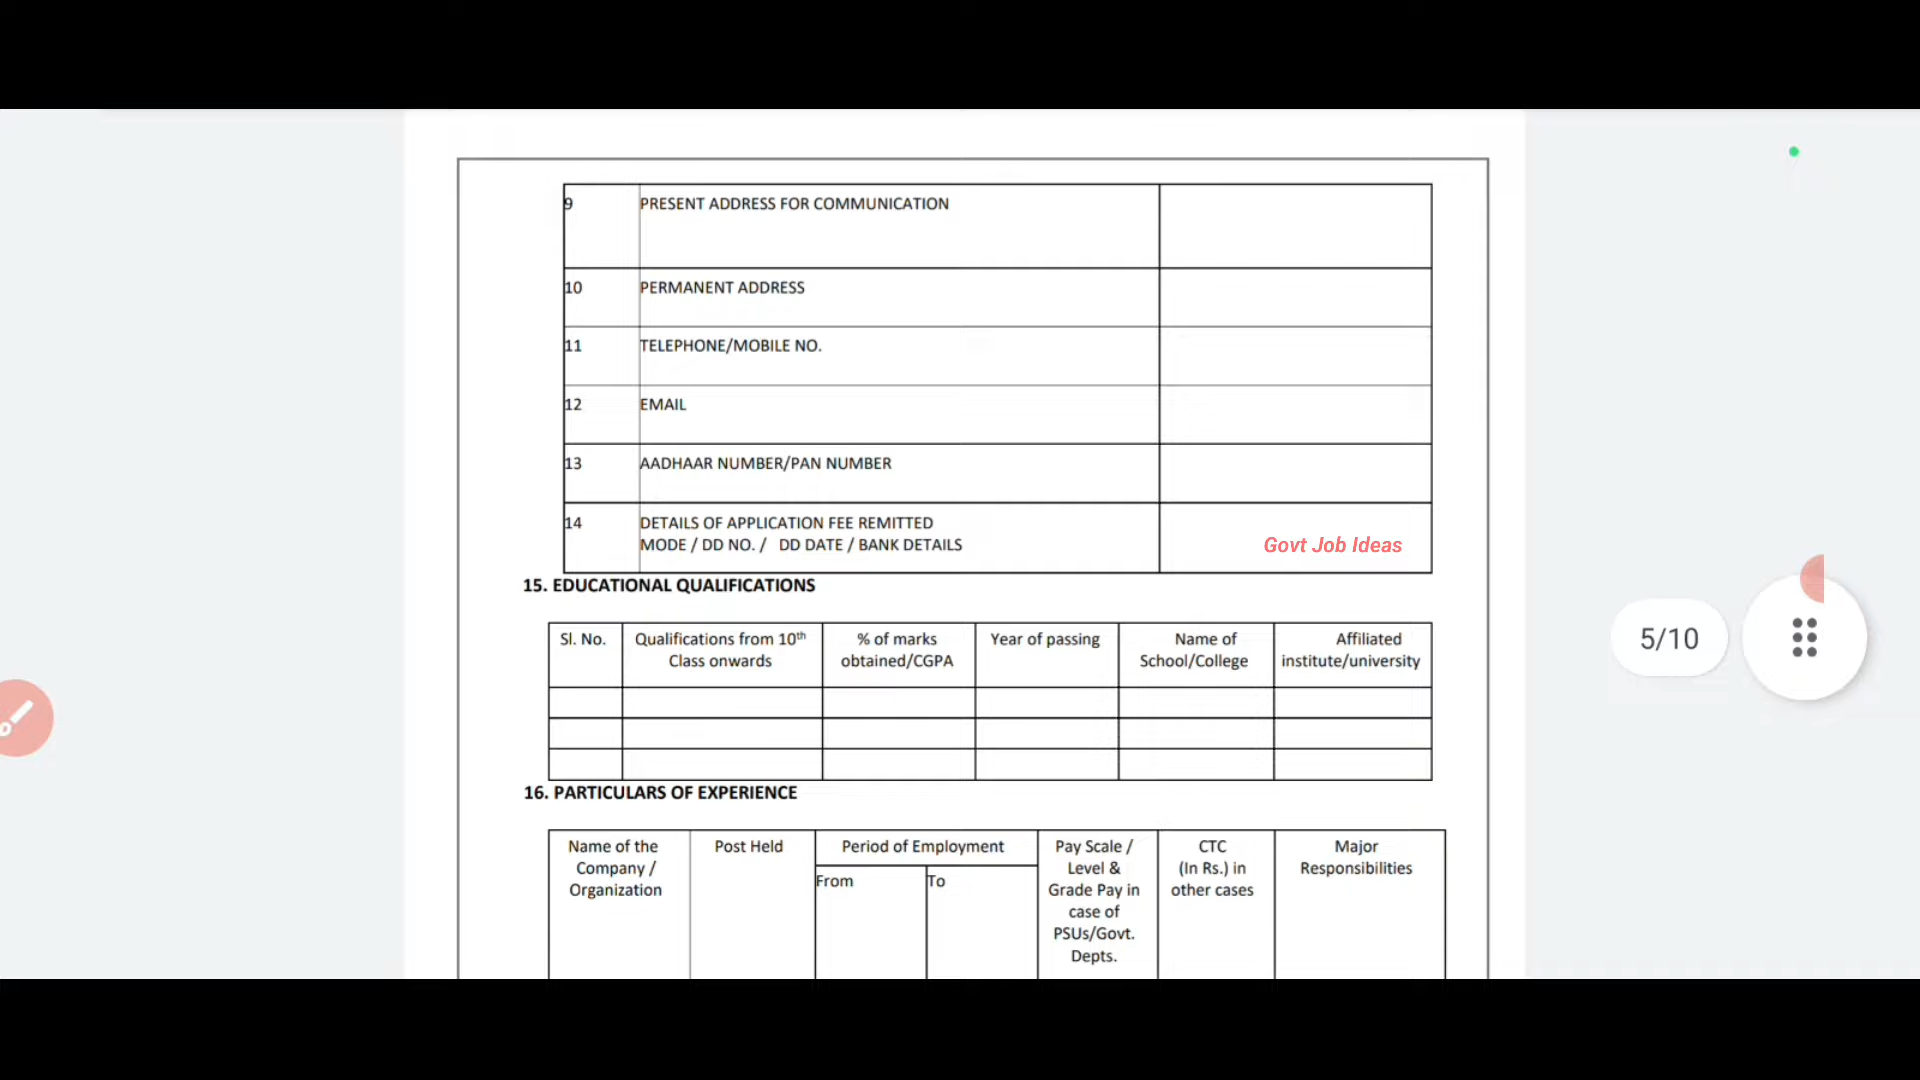 9 PRESENT ADDRESS FOR COMMUNICATION
10 PERMANENT ADDRESS
11 TELEPHONE/MOBILE NO.
12 EMAIL
13 AADHAAR NUMBER/PAN NUMBER
14 DETAILS OF APPLICATION FEE REMITTED
MODE / DD NO. / DD DATE / BANK DETAILS
Govt Job Ideas
15. EDUCATIONAL QUALIFICATIONS
Sl. No.
Qualifications from 10th
Class onwards
% of marks
obtained/CGPA
Year of passing
Name of
School/College
Affiliated
institute/university
5/10
16. PARTICULARS OF EXPERIENCE
Name of the
Company /
Organization
Post Held
Period of Employment
From
To
Pay Scale /
Level &
Grade Pay in
case of
PSUs/Govt.
Depts.
CTC
(In Rs.) in
other cases
Major
Responsibilities